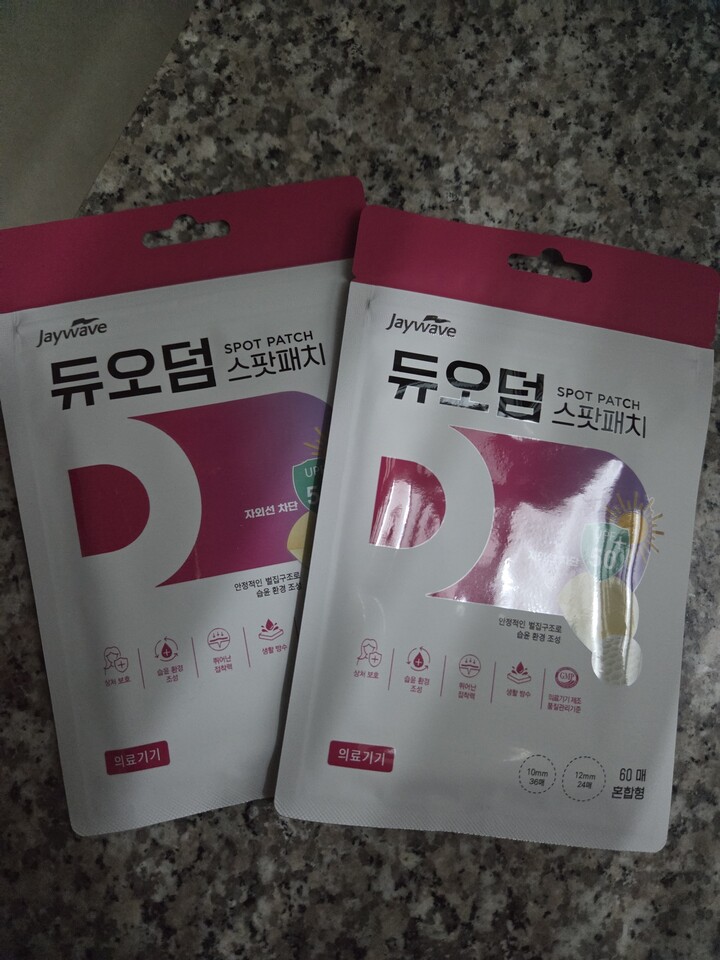 Jaywave
듀오덤
SPOT PATCH
스팟패치
자외선 차단
안정적인 벌집구조로
습윤 환경 조성
상처 보호
습윤 환경
조성
뛰어난
접착력
생활 방수
의료기기
Jaywave
듀오덤
SPOT PATCH
스팟패치
안정적인 벌집구조로
습윤 환경 조성
상처 보호
습윤 환경
조성
뛰어난
접착력
생활 방수
GMP
의료기기 제조
품질관리기준
의료기기
10mm
36매
12mm
24매
60 매
혼합형